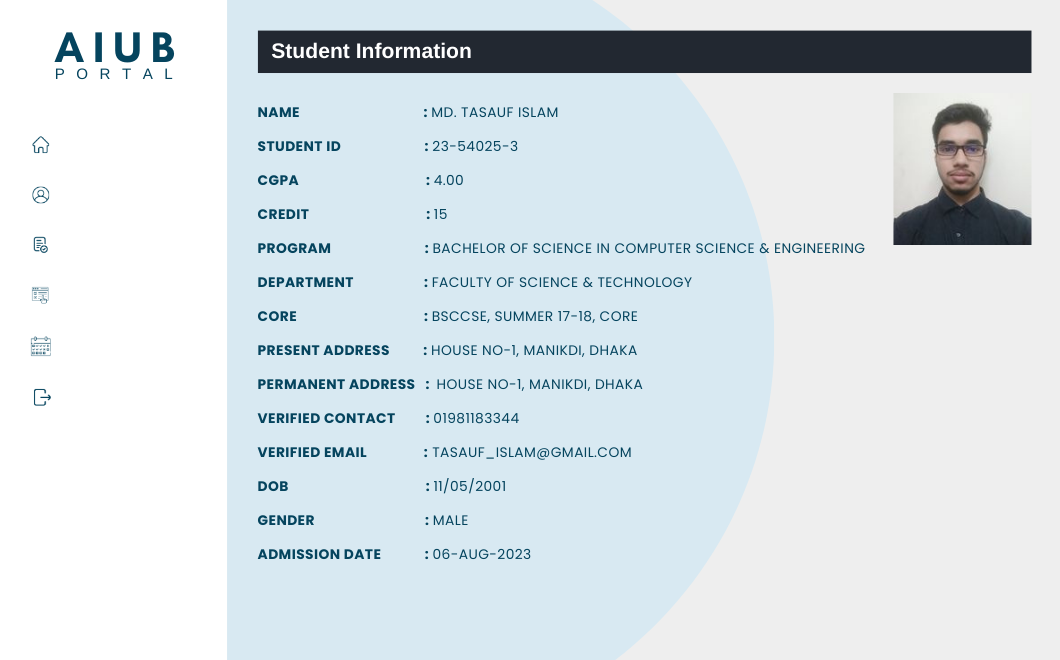 AIUB
PORTAL
Student Information
NAME : MD. TASAUF ISLAM
STUDENT ID : 23-54025-3
CGPA : 4.00
CREDIT : 15
PROGRAM : BACHELOR OF SCIENCE IN COMPUTER SCIENCE & ENGINEERING
DEPARTMENT : FACULTY OF SCIENCE & TECHNOLOGY
CORE : BSCCSE, SUMMER 17-18, CORE
PRESENT ADDRESS : HOUSE NO-1, MANIKDI, DHAKA
PERMANENT ADDRESS : HOUSE NO-1, MANIKDI, DHAKA
VERIFIED CONTACT : 01981183344
VERIFIED EMAIL : TASAUF_ISLAM@GMAIL.COM
DOB : 11/05/2001
GENDER : MALE
ADMISSION DATE : 06-AUG-2023